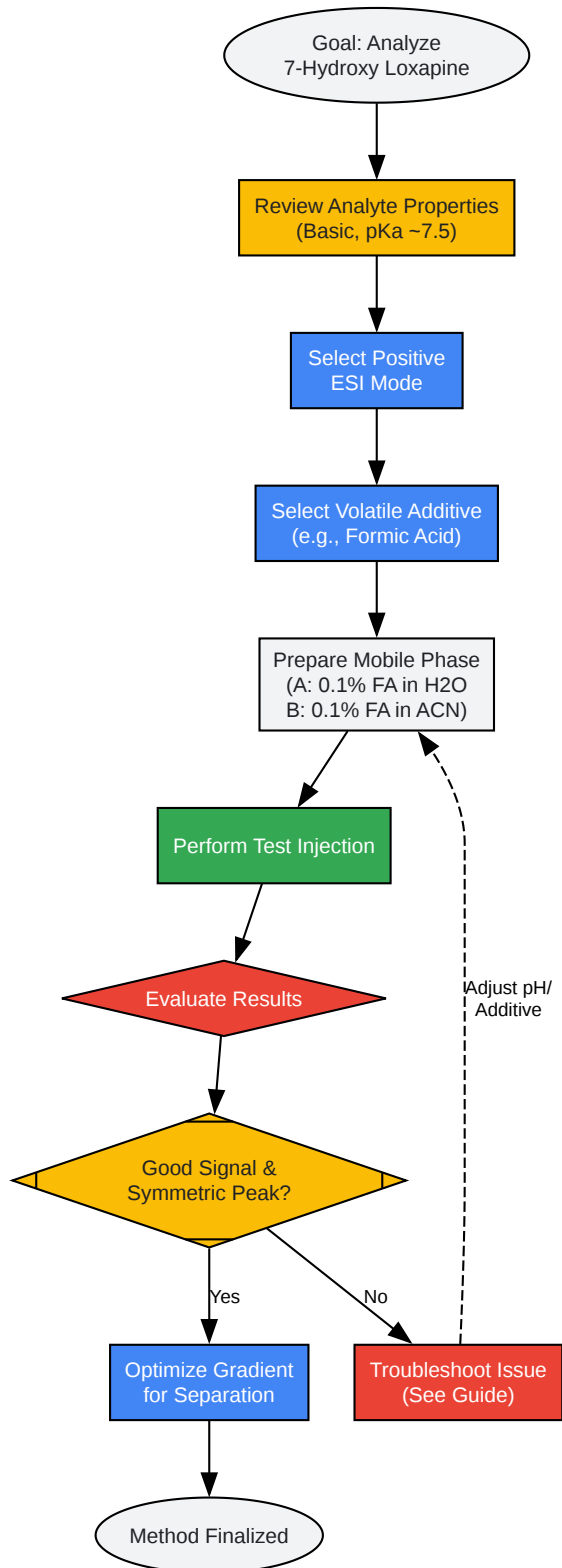 Goal: Analyze
7-Hydroxy Loxapine
Review Analyte Properties
(Basic, pKa ~7.5)
Select Positive
ESI Mode
Select Volatile Additive
(e.g., Formic Acid)
Prepare Mobile Phase
(A: 0.1% FA in H2O
B: 0.1% FA in ACN)
Perform Test Injection
Evaluate Results
Adjust pH/
Additive
Good Signal &
Symmetric Peak?
Yes
No
Optimize Gradient
for Separation
Troubleshoot Issue
(See Guide)
Method Finalized